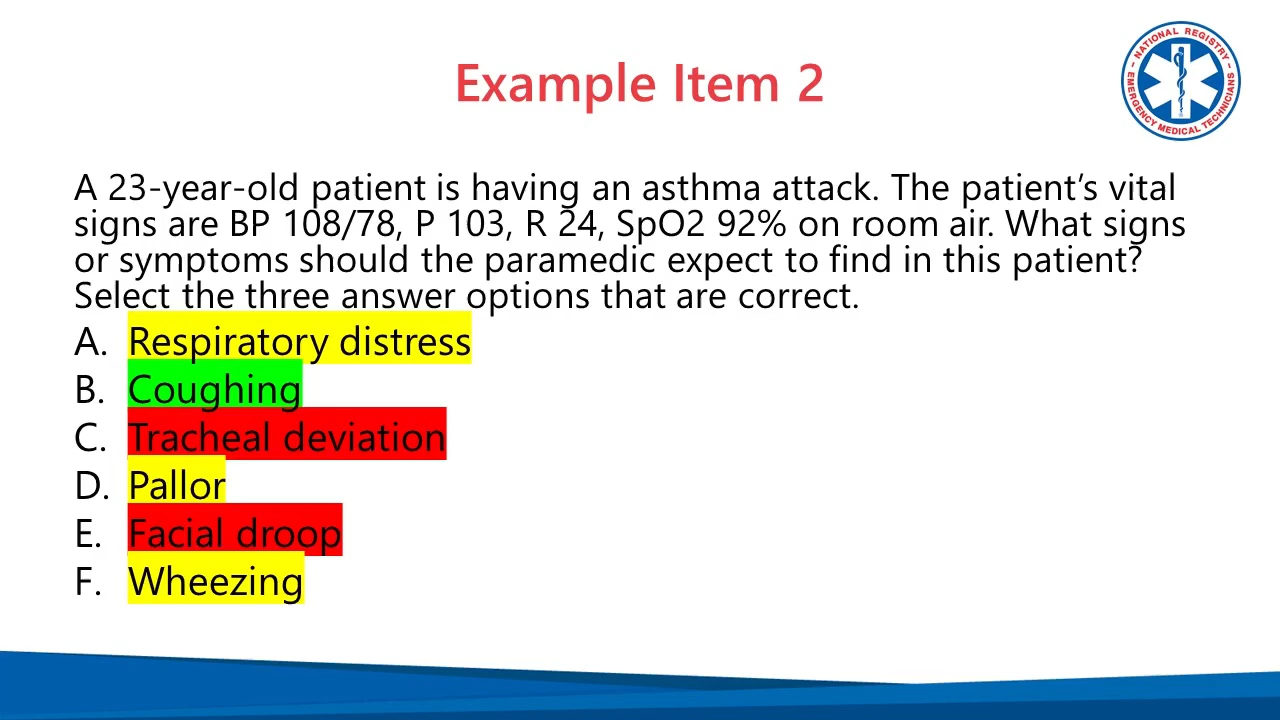 NATIONAL REGISTRY
EMERGENCY MEDICAL TECHNICIANS
Example Item 2
A 23-year-old patient is having an asthma attack. The patient’s vital
signs are BP 108/78, P 103, R 24, SpO2 92% on room air. What signs
or symptoms should the paramedic expect to find in this patient?
Select the three answer options that are correct.
A. Respiratory distress
B. Coughing
C. Tracheal deviation
D. Pallor
E. Facial droop
F. Wheezing